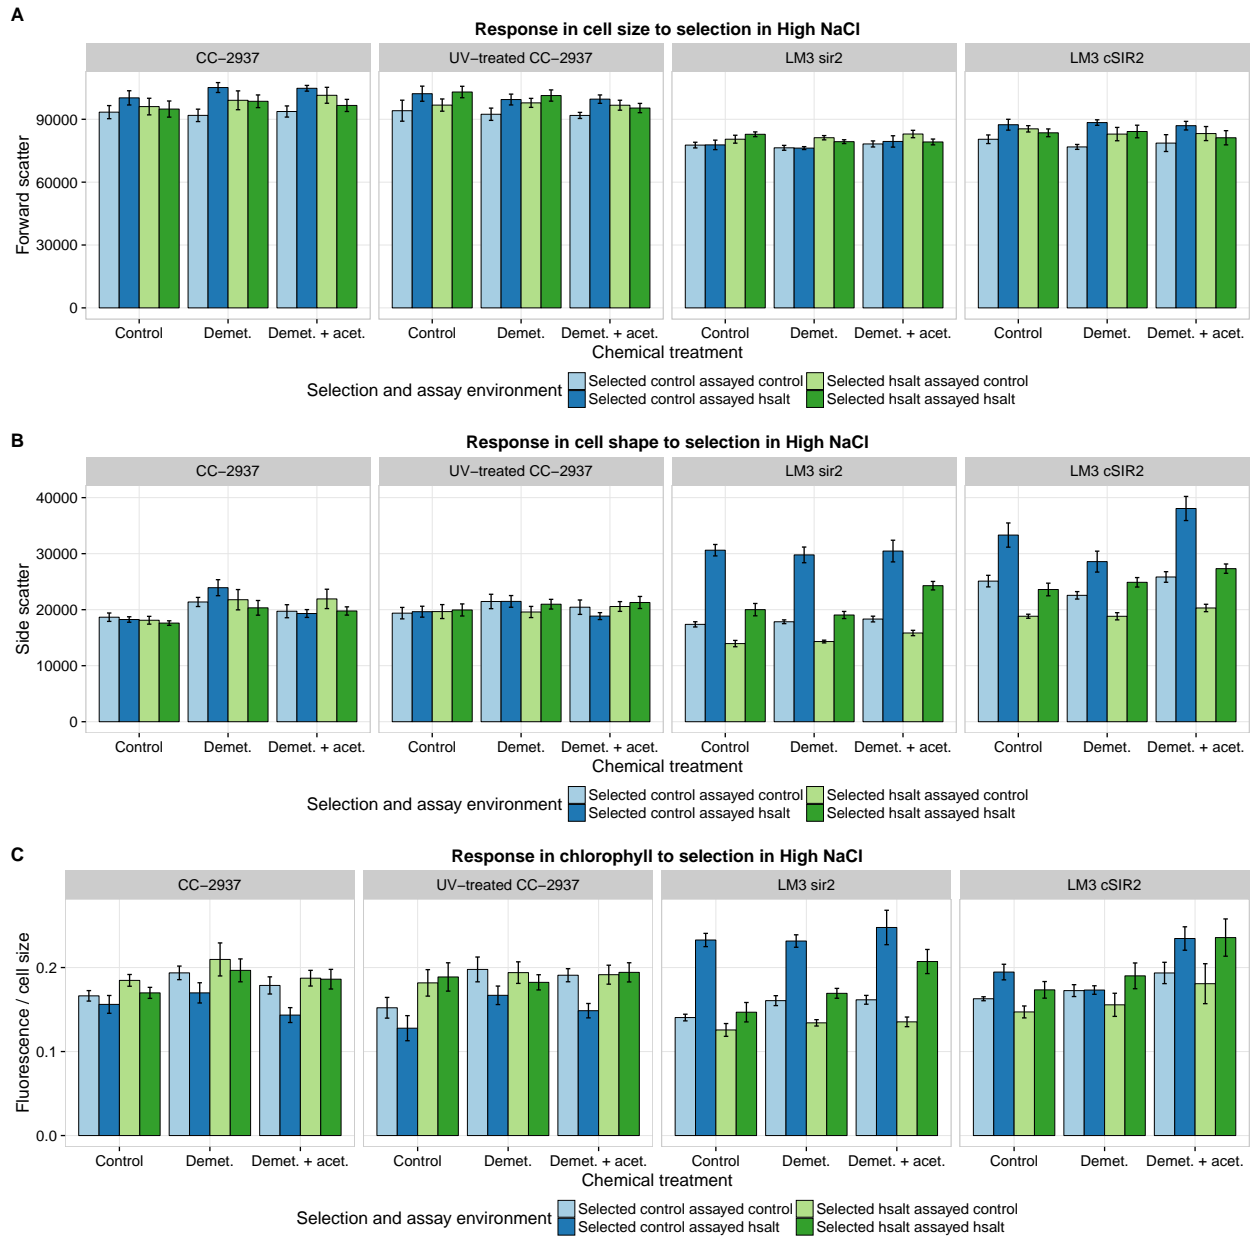 A
Response in cell size to selection in High NaCl
CC−2937 UV−treated CC−2937 LM3 sir2 LM3 cSIR2
Forward scatter
90000
60000
30000
0
Control Demet. Demet. + acet. Control Demet. Demet. + acet. Control Demet. Demet. + acet. Control Demet. Demet. + acet.
Chemical treatment
Selection and assay environment
Selected control assayed control Selected hsalt assayed control
Selected control assayed hsalt Selected hsalt assayed hsalt
B
Response in cell shape to selection in High NaCl
CC−2937 UV−treated CC−2937 LM3 sir2 LM3 cSIR2
Side scatter
40000
30000
20000
10000
0
Control Demet. Demet. + acet. Control Demet. Demet. + acet. Control Demet. Demet. + acet. Control Demet. Demet. + acet.
Chemical treatment
Selection and assay environment
Selected control assayed control Selected hsalt assayed control
Selected control assayed hsalt Selected hsalt assayed hsalt
C
Response in chlorophyll to selection in High NaCl
CC−2937 UV−treated CC−2937 LM3 sir2 LM3 cSIR2
Fluorescence / cell size
0.2
0.1
0.0
Control Demet. Demet. + acet. Control Demet. Demet. + acet. Control Demet. Demet. + acet. Control Demet. Demet. + acet.
Chemical treatment
Selection and assay environment
Selected control assayed control Selected hsalt assayed control
Selected control assayed hsalt Selected hsalt assayed hsalt